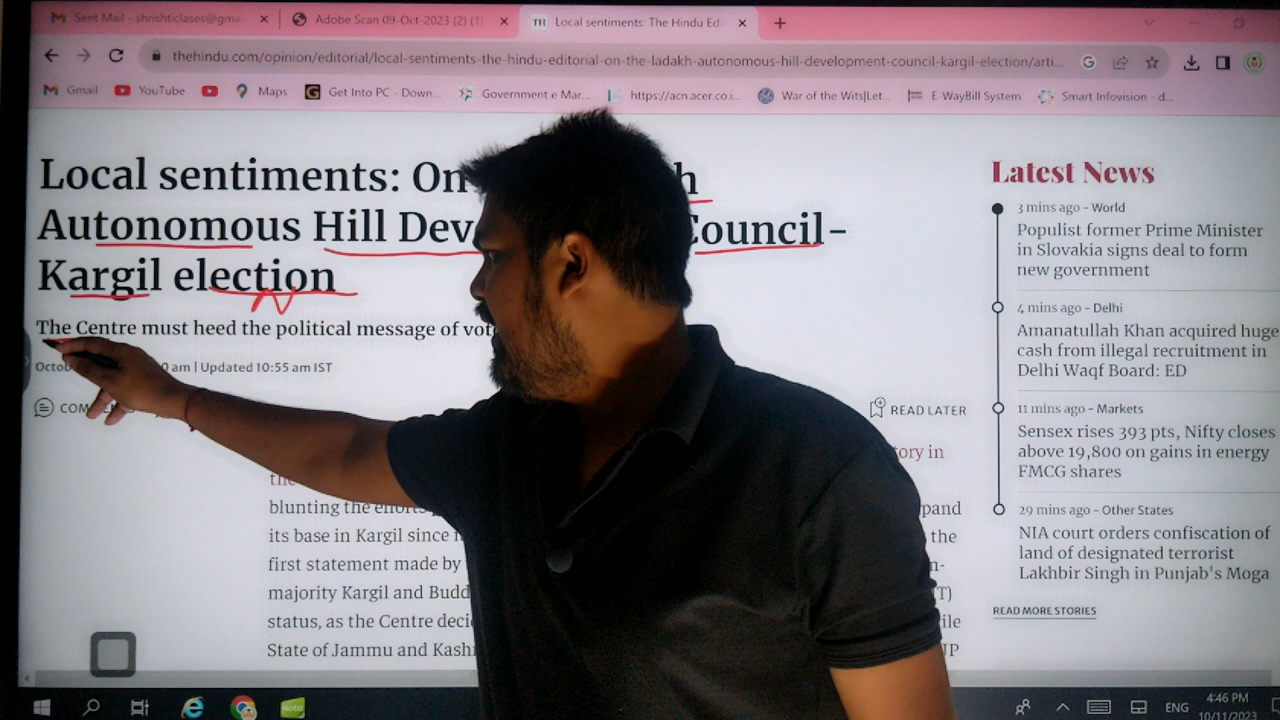 Sent Mail - shrishticlases@gma
Adobe Scan 09-Oct-2023 (2) (1)
TH Local sentiments: The Hindu Ed
thehindu.com/opinion/editorial/local-sentiments-the-hindu-editorial-on-the-ladakh-autonomous-hill-development-council-kargil-election/arti...
Gmail YouTube Maps Get Into PC - Down... Government e Mar... https://acn.acer.co.i... War of the Wits|Let... E-WayBill System Smart Infovision - d...
Local sentiments: On h
Autonomous Hill Dev Council-
Kargil election
The Centre must heed the political message of
am | Updated 10:55 am IST
READ LATER
ory in
blunting the pand
its base in Kargil since the
first statement made by n-
majority Kargil and Budd T)
status, as the Centre deci ile
State of Jammu and Kash JP
Latest News
3 mins ago - World
Populist former Prime Minister
in Slovakia signs deal to form
new government
4 mins ago - Delhi
Amanatullah Khan acquired huge
cash from illegal recruitment in
Delhi Waqf Board: ED
11 mins ago - Markets
Sensex rises 393 pts, Nifty closes
above 19,800 on gains in energy
FMCG shares
29 mins ago - Other States
NIA court orders confiscation of
land of designated terrorist
Lakhbir Singh in Punjab's Moga
READ MORE STORIES
ENG
4:46 PM
10/11/2023